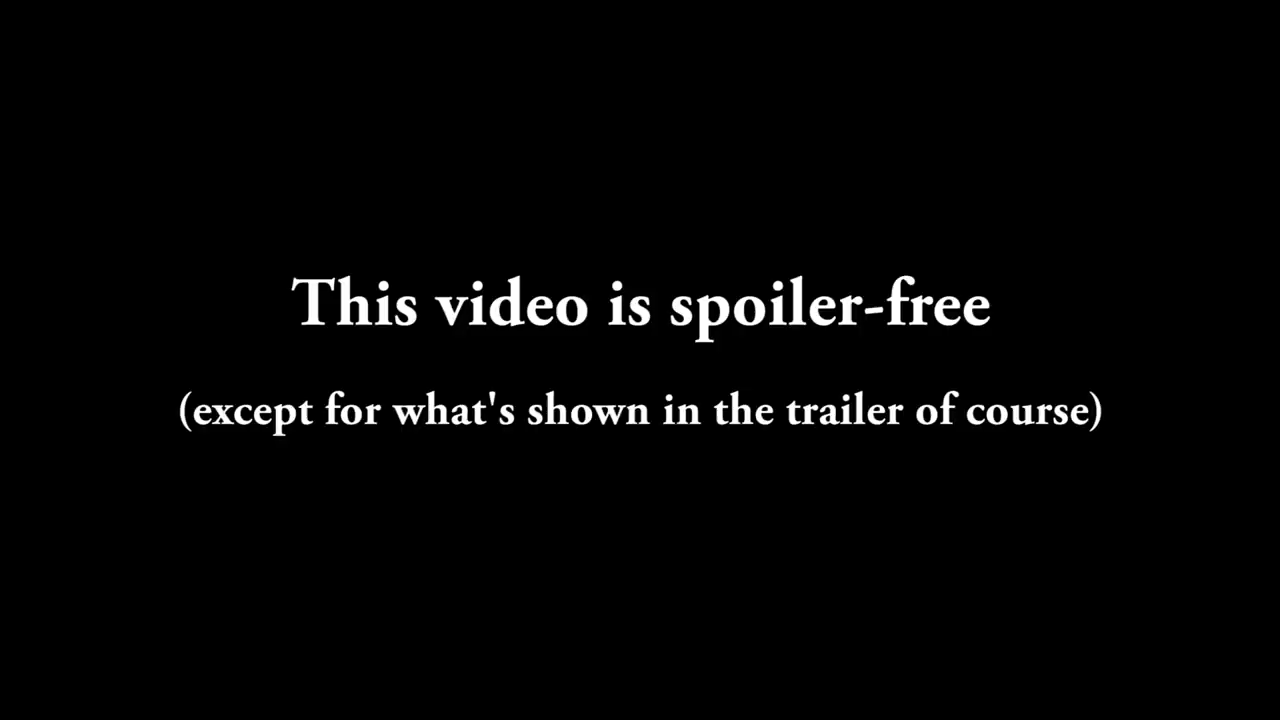 This video is spoiler-free
(except for what's shown in the trailer of course)